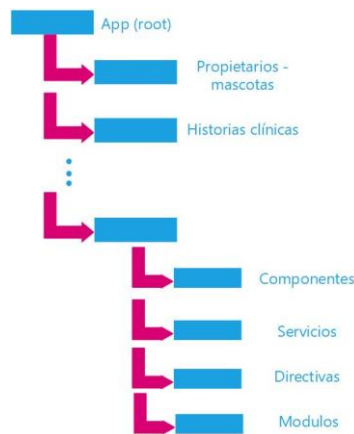 App (root)
Propietarios -
mascotas
Historias clínicas
Componentes
Servicios
Directivas
Modulos